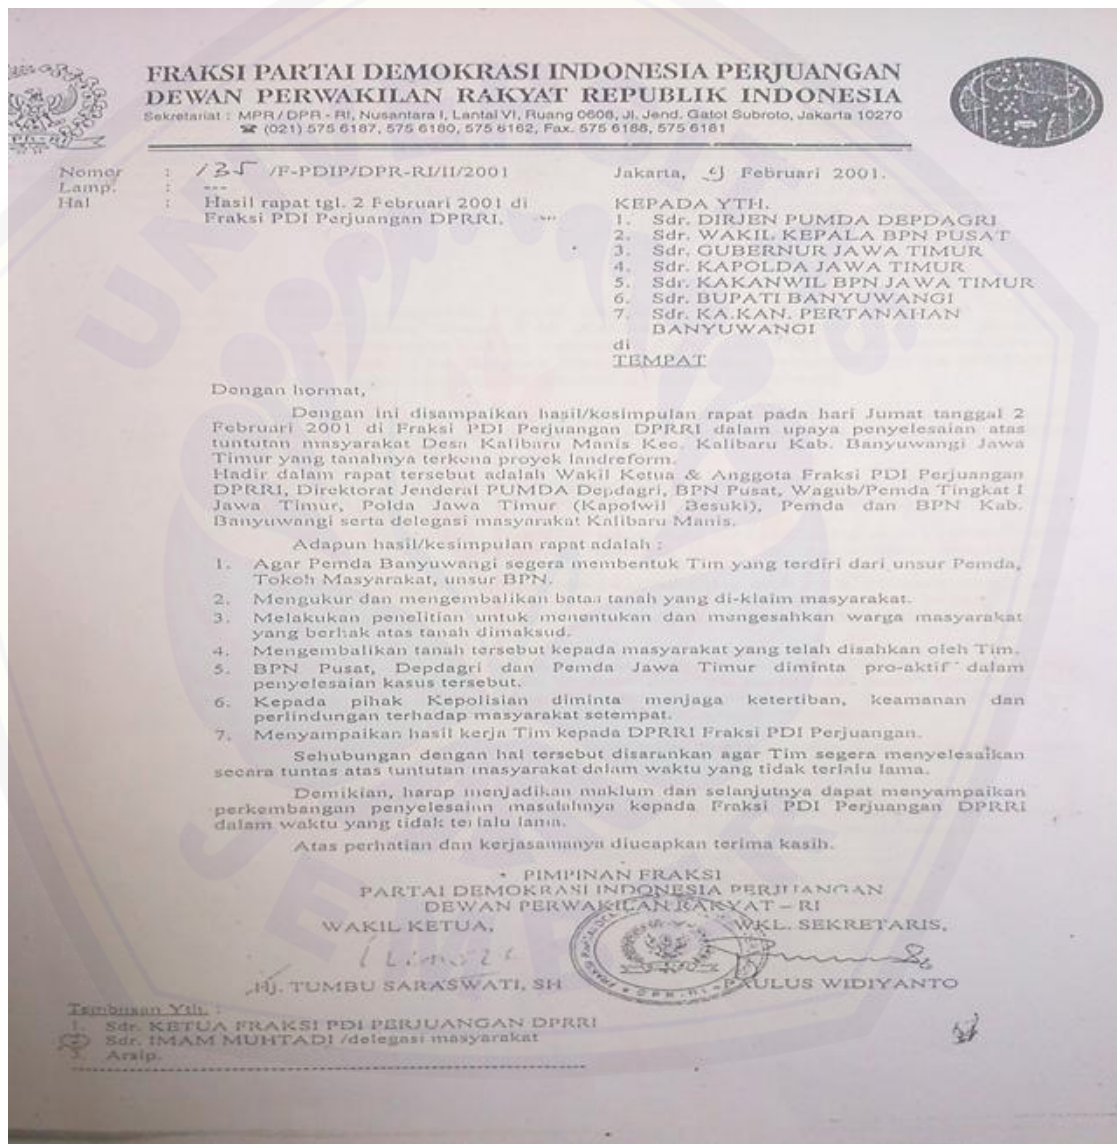 FRAKSI PARTAI DEMOKRASI INDONESIA PERJUANGAN
DEWAN PERWAKILAN RAKYAT REPUBLIK INDONESIA
Sekretariat : MPR / DPR - RI, Nusantara I, Lantai VI, Ruang 0608, Jl. Jend. Gatot Subroto, Jakarta 10270
☎ (021) 575 6187, 575 6180, 575 6162, Fax. 575 6188, 575 6181
Nomor : 135 /F-PDIP/DPR-RI/II/2001
Jakarta, Februari 2001.
Lamp. : ---
Hal : Hasil rapat tgl. 2 Februari 2001 di
Fraksi PDI Perjuangan DPRRI.
KEPADA YTH.
1. Sdr. DIRJEN PUMDA DEPDAGRI
2. Sdr. WAKIL KEPALA BPN PUSAT
3. Sdr. GUBERNUR JAWA TIMUR
4. Sdr. KAPOLDA JAWA TIMUR
5. Sdr. KAKANWIL BPN JAWA TIMUR
6. Sdr. BUPATI BANYUWANGI
7. Sdr. KA.KAN. PERTANAHAN
BANYUWANGI
di
TEMPAT
Dengan hormat,
Dengan ini disampaikan hasil/kesimpulan rapat pada hari Jumat tanggal 2
Februari 2001 di Fraksi PDI Perjuangan DPRRI dalam upaya penyelesaian atas
tuntutan masyarakat Desa Kalibaru Manis Kec. Kalibaru Kab. Banyuwangi Jawa
Timur yang tanahnya terkena proyek landreform.
Hadir dalam rapat tersebut adalah Wakil Ketua & Anggota Fraksi PDI Perjuangan
DPRRI, Direktorat Jenderal PUMDA Depdagri, BPN Pusat, Wagub/Pemda Tingkat I
Jawa Timur, Polda Jawa Timur (Kapolwil Besuki), Pemda dan BPN Kab.
Banyuwangi serta delegasi masyarakat Kalibaru Manis.
Adapun hasil/kesimpulan rapat adalah :
1. Agar Pemda Banyuwangi segera membentuk Tim yang terdiri dari unsur Pemda,
Tokoh Masyarakat, unsur BPN.
2. Mengukur dan mengembalikan batas tanah yang di-klaim masyarakat.
3. Melakukan penelitian untuk menentukan dan mengesahkan warga masyarakat
yang berhak atas tanah dimaksud.
4. Mengembalikan tanah tersebut kepada masyarakat yang telah disahkan oleh Tim.
5. BPN Pusat, Depdagri dan Pemda Jawa Timur diminta pro-aktif dalam
penyelesaian kasus tersebut.
6. Kepada pihak Kepolisian diminta menjaga ketertiban, keamanan dan
perlindungan terhadap masyarakat setempat.
7. Menyampaikan hasil kerja Tim kepada DPRRI Fraksi PDI Perjuangan.
Sehubungan dengan hal tersebut disarankan agar Tim segera menyelesaikan
secara tuntas atas tuntutan masyarakat dalam waktu yang tidak terlalu lama.
Demikian, harap menjadikan maklum dan selanjutnya dapat menyampaikan
perkembangan penyelesaian masalahnya kepada Fraksi PDI Perjuangan DPRRI
dalam waktu yang tidak terlalu lama.
Atas perhatian dan kerjasamanya diucapkan terima kasih.
PIMPINAN FRAKSI
PARTAI DEMOKRASI INDONESIA PERJUANGAN
DEWAN PERWAKILAN RAKYAT – RI
WAKIL KETUA,
WKL. SEKRETARIS,
Hj. TUMBU SARASWATI, SH
PAULUS WIDIYANTO
Tembusan Yth. :
1. Sdr. KETUA FRAKSI PDI PERJUANGAN DPRRI
2. Sdr. IMAM MUHTADI /delegasi masyarakat
3. Arsip.